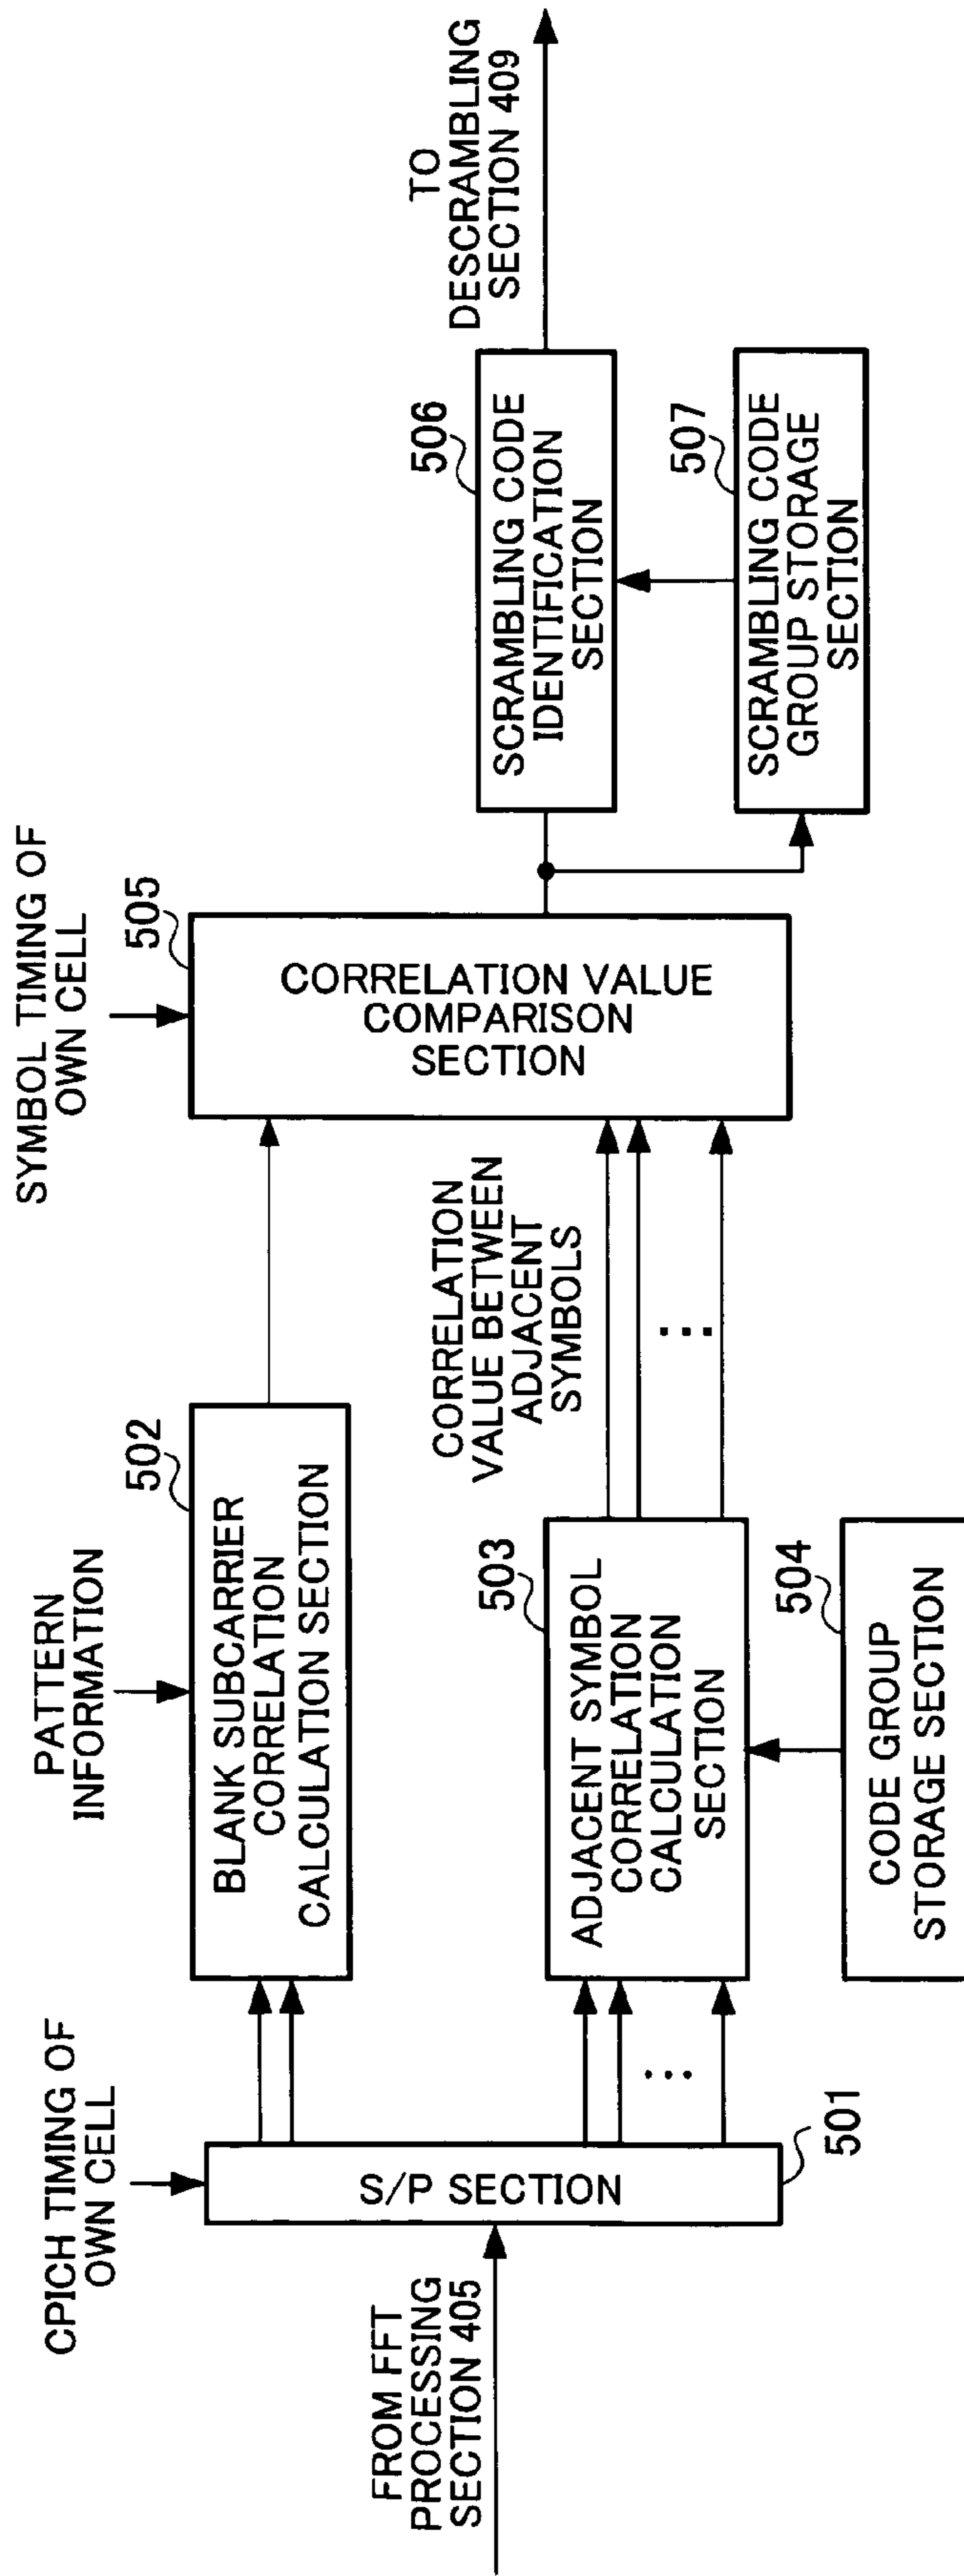 CPICH TIMING OF
OWN CELL
FROM FFT
PROCESSING
SECTION 405
S/P SECTION
501
PATTERN
INFORMATION
502
BLANK SUBCARRIER
CORRELATION
CALCULATION SECTION
503
ADJACENT SYMBOL
CORRELATION
CALCULATION
SECTION
504
CODE GROUP
STORAGE SECTION
CORRELATION
VALUE BETWEEN
ADJACENT
SYMBOLS
SYMBOL TIMING OF
OWN CELL
505
CORRELATION VALUE
COMPARISON
SECTION
506
SCRAMBLING CODE
IDENTIFICATION
SECTION
507
SCRAMBLING CODE
GROUP STORAGE
SECTION
TO
DESCRAMBLING
SECTION 409